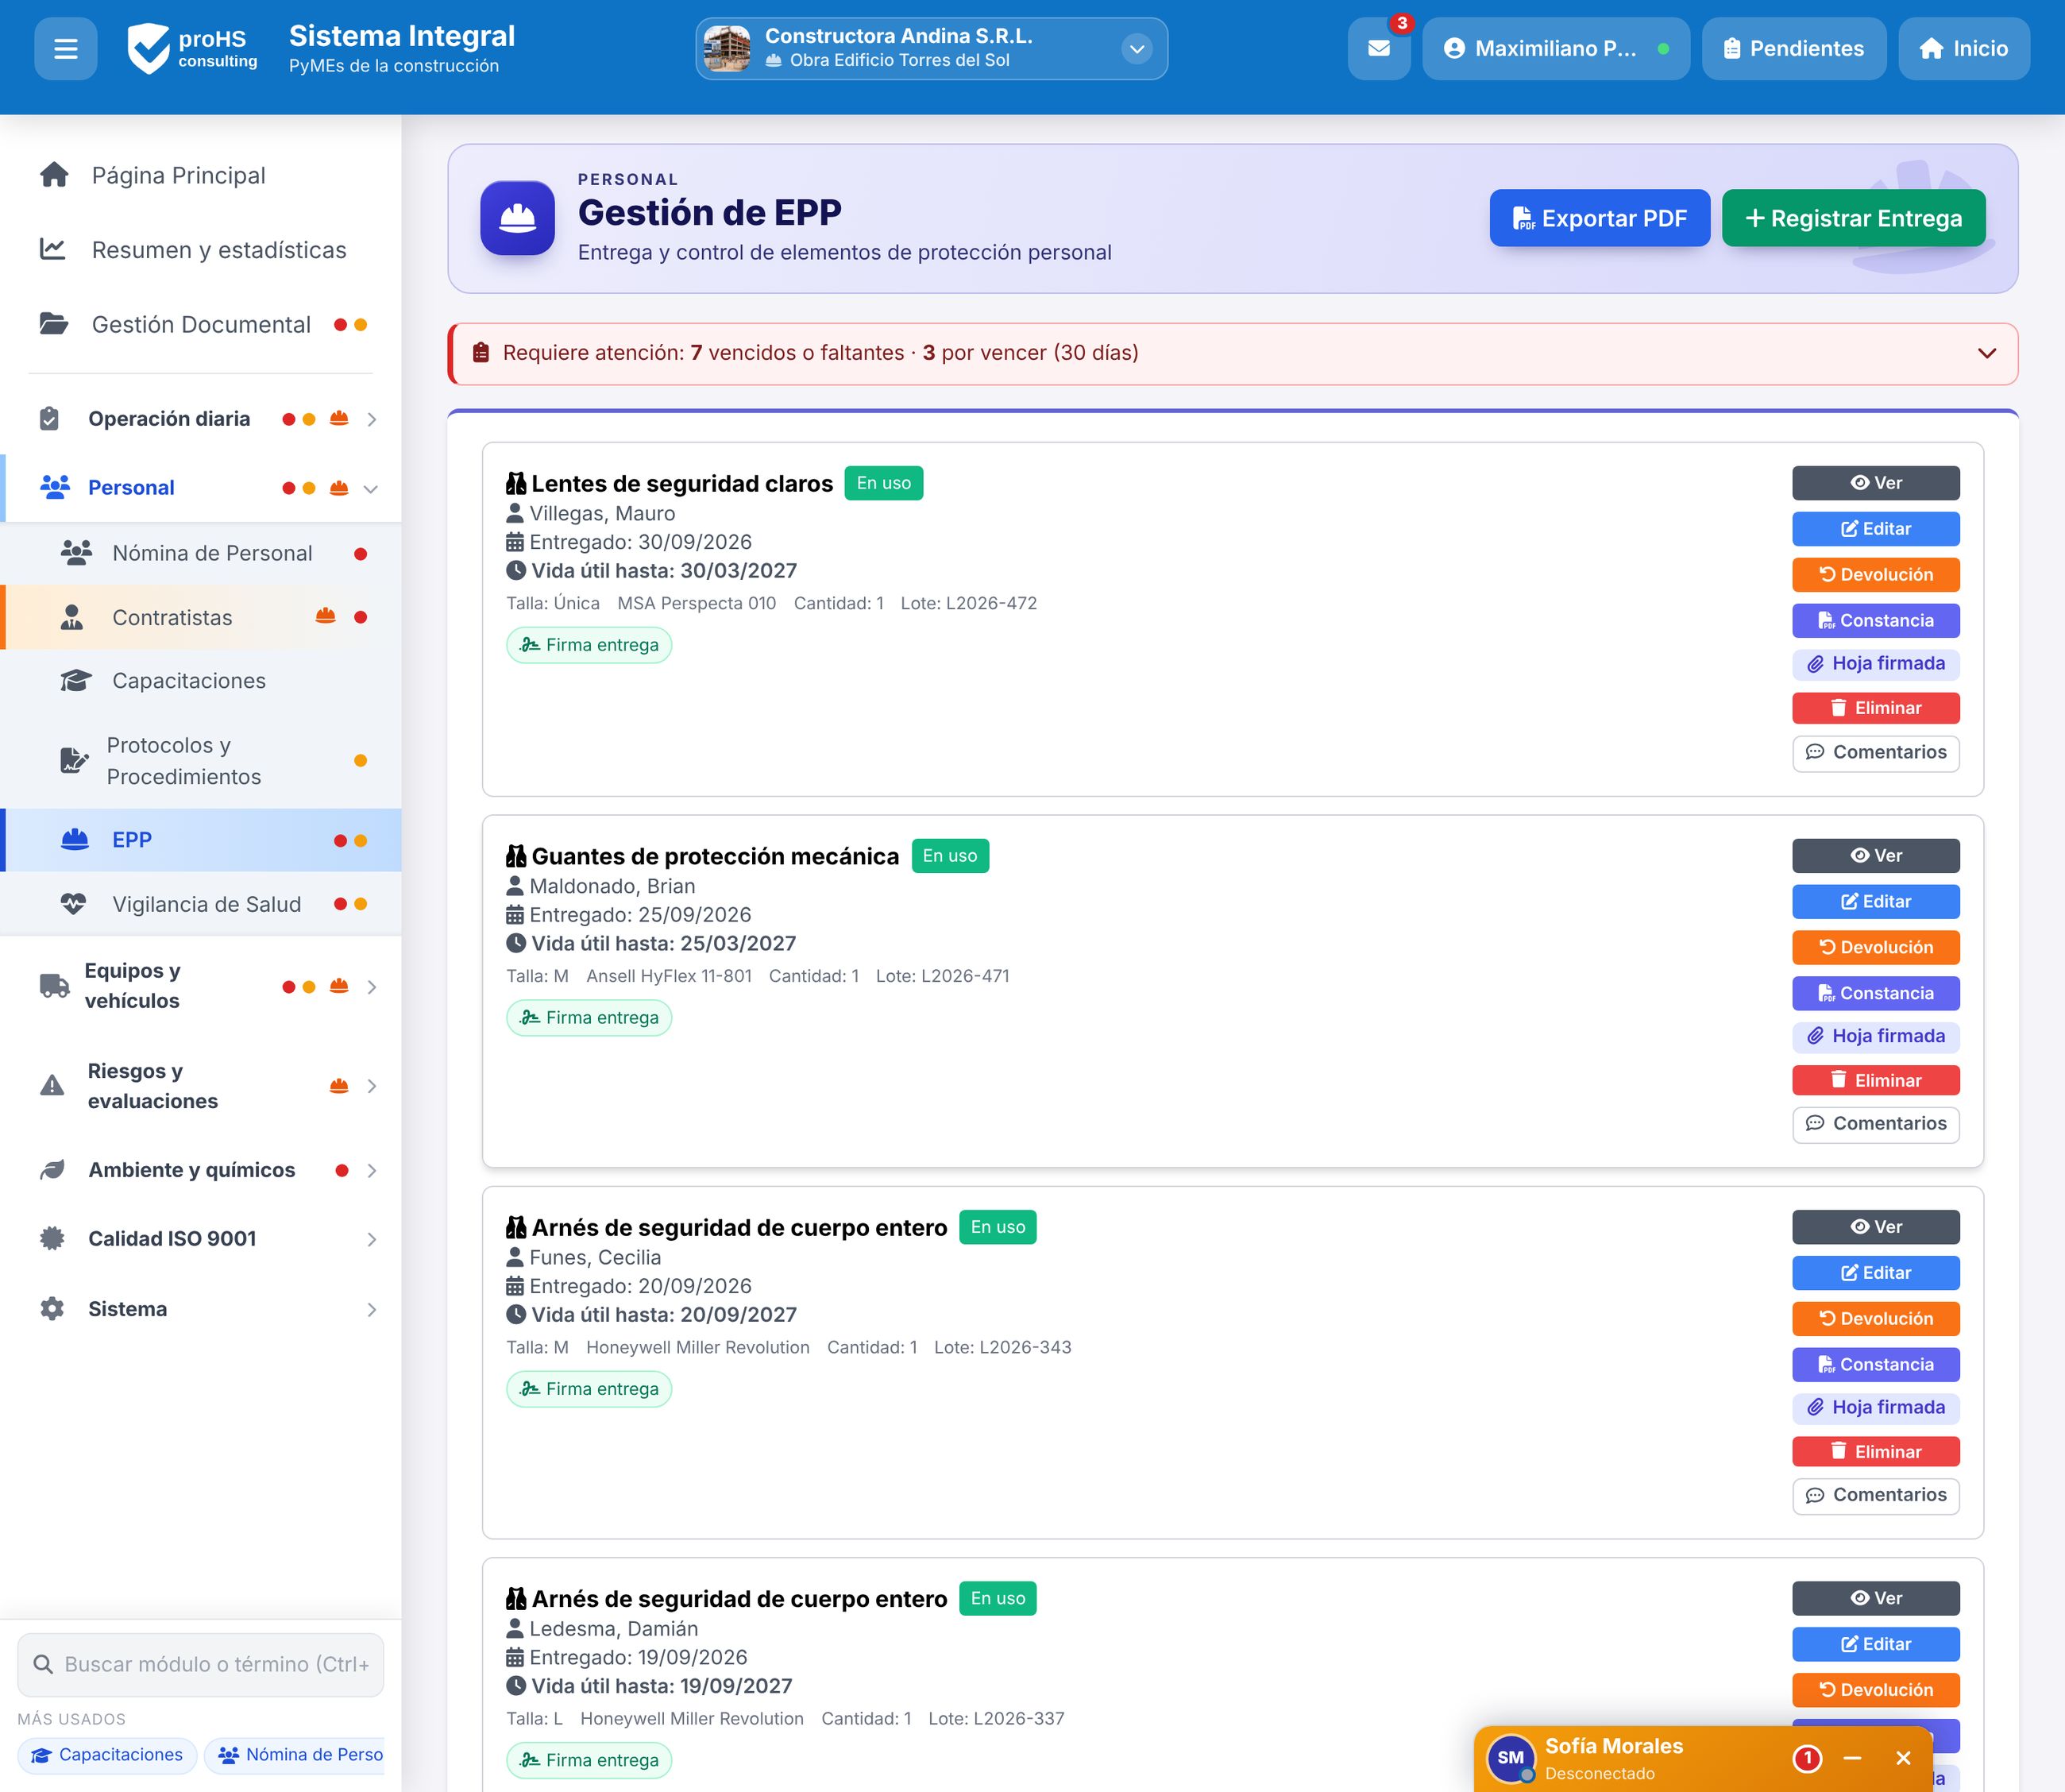 proHS
consulting
Sistema Integral
PyMEs de la construcción
Constructora Andina S.R.L.
Obra Edificio Torres del Sol
3
Maximiliano P...
Pendientes
Inicio
Página Principal
Resumen y estadísticas
Gestión Documental
Operación diaria
Personal
Nómina de Personal
Contratistas
Capacitaciones
Protocolos y
Procedimientos
EPP
Vigilancia de Salud
Equipos y
vehículos
Riesgos y
evaluaciones
Ambiente y químicos
Calidad ISO 9001
Sistema
Buscar módulo o término (Ctrl+
MÁS USADOS
Capacitaciones
Nómina de Perso
PERSONAL
Gestión de EPP
Entrega y control de elementos de protección personal
PDF Exportar PDF
Registrar Entrega
Requiere atención: 7 vencidos o faltantes · 3 por vencer (30 días)
Lentes de seguridad claros En uso
Villegas, Mauro
Entregado: 30/09/2026
Vida útil hasta: 30/03/2027
Talla: Única MSA Perspecta 010 Cantidad: 1 Lote: L2026-472
Firma entrega
Ver
Editar
Devolución
PDF Constancia
Hoja firmada
Eliminar
Comentarios
Guantes de protección mecánica En uso
Maldonado, Brian
Entregado: 25/09/2026
Vida útil hasta: 25/03/2027
Talla: M Ansell HyFlex 11-801 Cantidad: 1 Lote: L2026-471
Firma entrega
Ver
Editar
Devolución
PDF Constancia
Hoja firmada
Eliminar
Comentarios
Arnés de seguridad de cuerpo entero En uso
Funes, Cecilia
Entregado: 20/09/2026
Vida útil hasta: 20/09/2027
Talla: M Honeywell Miller Revolution Cantidad: 1 Lote: L2026-343
Firma entrega
Ver
Editar
Devolución
PDF Constancia
Hoja firmada
Eliminar
Comentarios
Arnés de seguridad de cuerpo entero En uso
Ledesma, Damián
Entregado: 19/09/2026
Vida útil hasta: 19/09/2027
Talla: L Honeywell Miller Revolution Cantidad: 1 Lote: L2026-337
Firma entrega
Ver
Editar
Devolución
SM
Sofía Morales
Desconectado
1